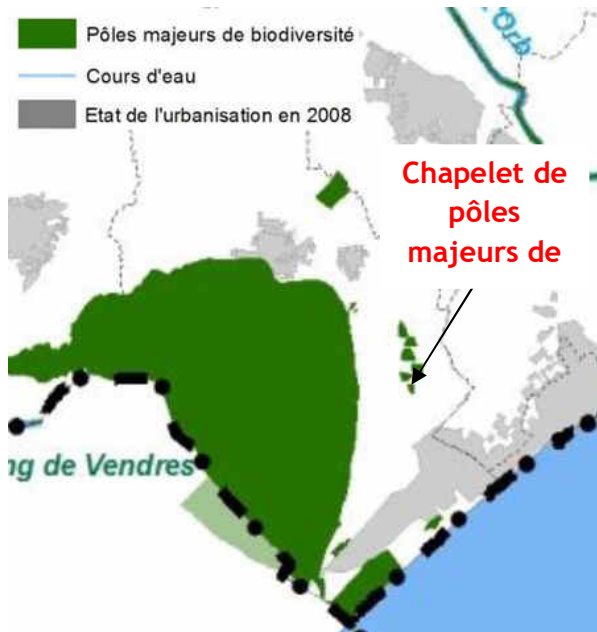 Pôles majeurs de biodiversité
Cours d'eau
Etat de l'urbanisation en 2008
Orb
Chapelet de
pôles
majeurs de
ng de Vendres